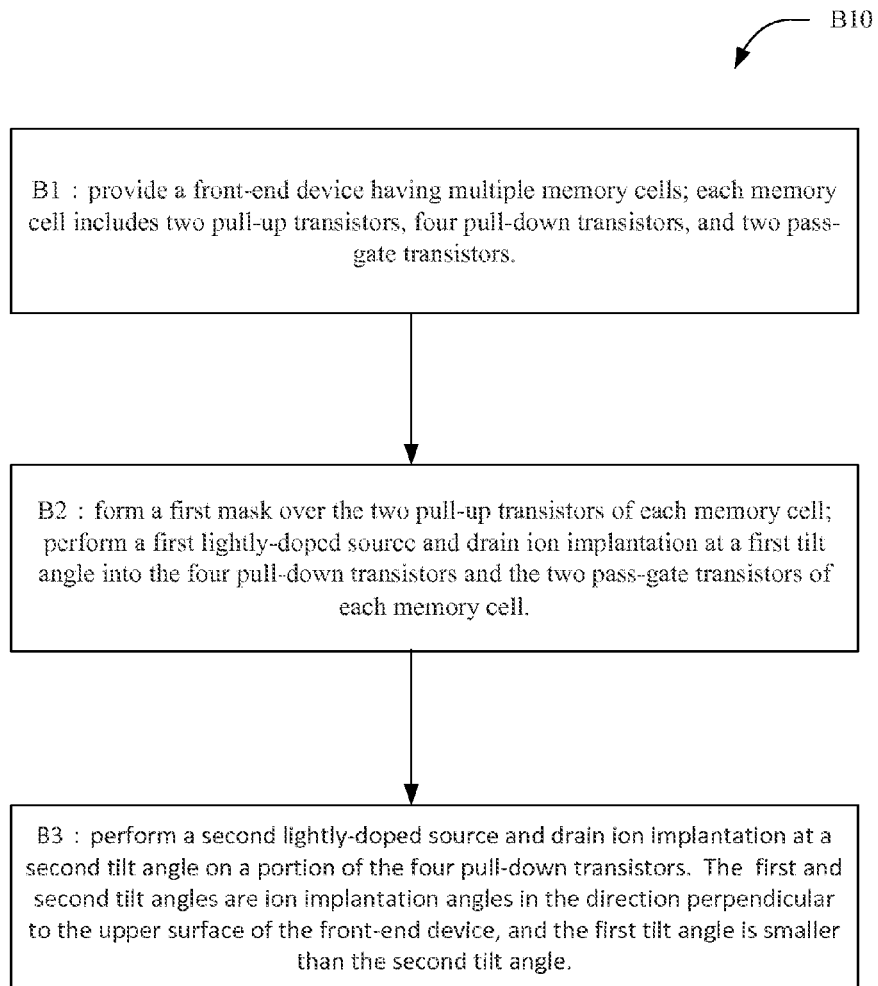 B10
B1 : provide a front-end device having multiple memory cells; each memory
cell includes two pull-up transistors, four pull-down transistors, and two pass-
gate transistors.
B2 : form a first mask over the two pull-up transistors of each memory cell;
perform a first lightly-doped source and drain ion implantation at a first tilt
angle into the four pull-down transistors and the two pass-gate transistors of
each memory cell.
B3 : perform a second lightly-doped source and drain ion implantation at a
second tilt angle on a portion of the four pull-down transistors. The first and
second tilt angles are ion implantation angles in the direction perpendicular
to the upper surface of the front-end device, and the first tilt angle is smaller
than the second tilt angle.